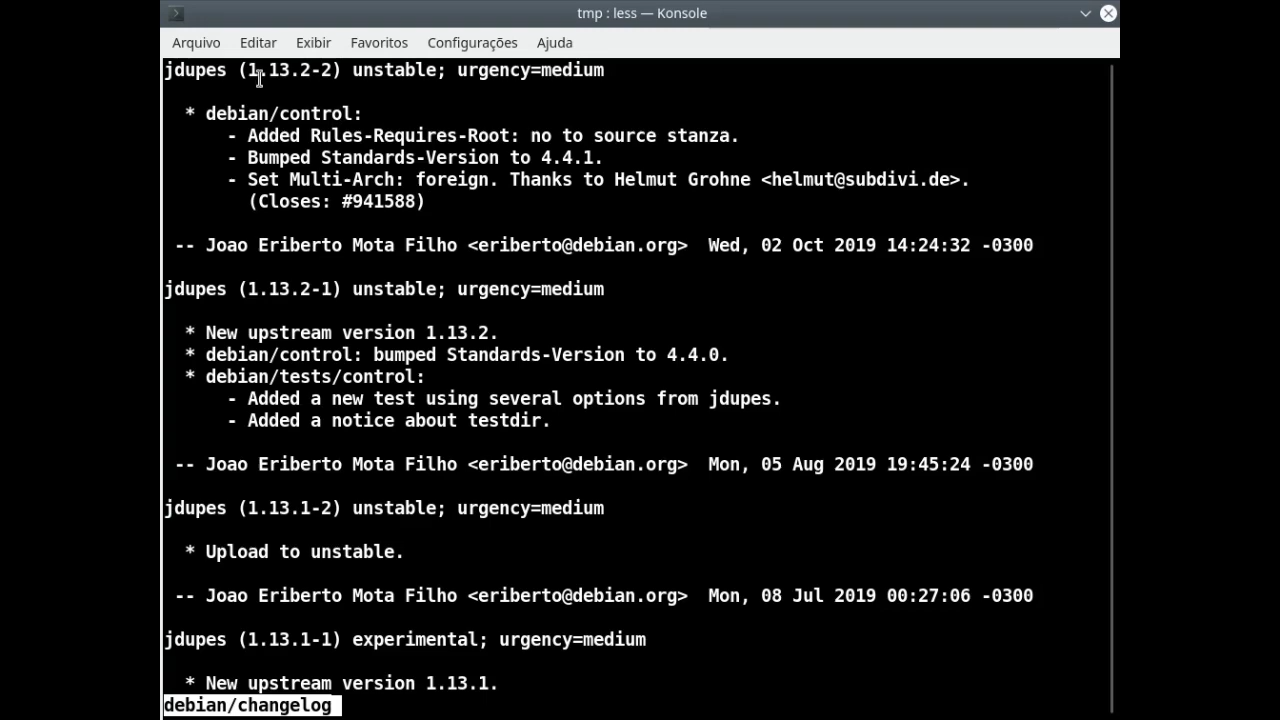 tmp : less — Konsole
Arquivo Editar Exibir Favoritos Configurações Ajuda
jdupes (1.13.2-2) unstable; urgency=medium
* debian/control:
- Added Rules-Requires-Root: no to source stanza.
- Bumped Standards-Version to 4.4.1.
- Set Multi-Arch: foreign. Thanks to Helmut Grohne <helmut@subdivi.de>.
(Closes: #941588)
-- Joao Eriberto Mota Filho <eriberto@debian.org>  Wed, 02 Oct 2019 14:24:32 -0300
jdupes (1.13.2-1) unstable; urgency=medium
* New upstream version 1.13.2.
* debian/control: bumped Standards-Version to 4.4.0.
* debian/tests/control:
- Added a new test using several options from jdupes.
- Added a notice about testdir.
-- Joao Eriberto Mota Filho <eriberto@debian.org>  Mon, 05 Aug 2019 19:45:24 -0300
jdupes (1.13.1-2) unstable; urgency=medium
* Upload to unstable.
-- Joao Eriberto Mota Filho <eriberto@debian.org>  Mon, 08 Jul 2019 00:27:06 -0300
jdupes (1.13.1-1) experimental; urgency=medium
* New upstream version 1.13.1.
debian/changelog